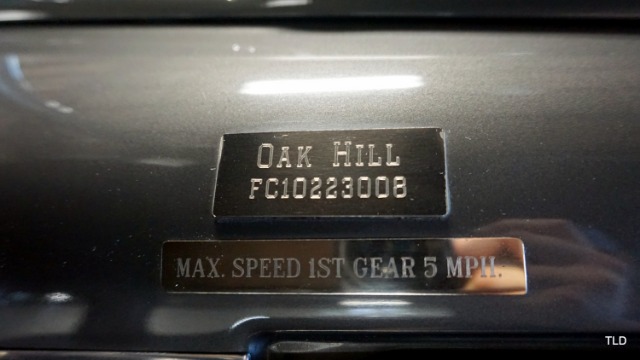 OAK HILL
FC10223008
MAX. SPEED 1ST GEAR 5 MPH.
TLD